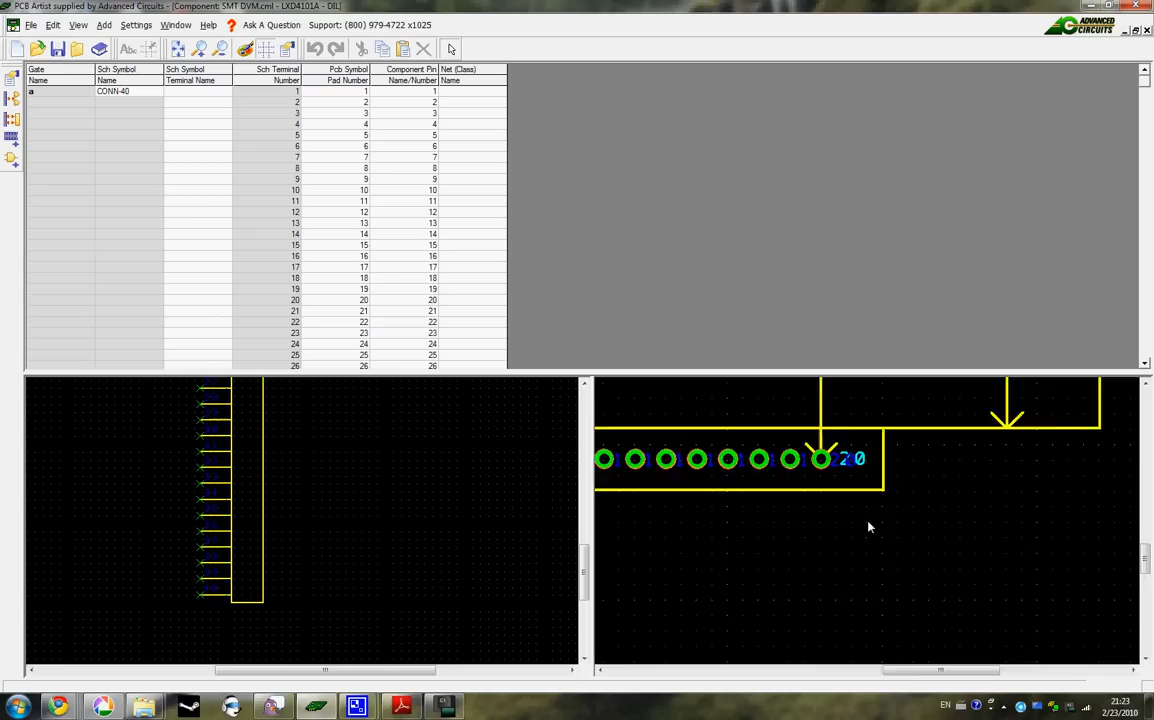 PCB Artist supplied by Advanced Circuits - [Component: SMT DVM.cml - LXD4101A - DIL]
File Edit View Add Settings Window Help Ask A Question Support: (800) 979-4722 x1025
ADVANCED
CIRCUITS
Abc
Gate Sch Symbol Sch Symbol Sch Terminal Pcb Symbol Component Pin Net (Class)
Name Name Terminal Name Number Pad Number Name/Number Name
a CONN-40 1 1 1
2 2 2
3 3 3
4 4 4
5 5 5
6 6 6
7 7 7
8 8 8
9 9 9
10 10 10
11 11 11
12 12 12
13 13 13
14 14 14
15 15 15
16 16 16
17 17 17
18 18 18
19 19 19
20 20 20
21 21 21
22 22 22
23 23 23
24 24 24
25 25 25
26 26 26
20
EN
21:23
2/23/2010